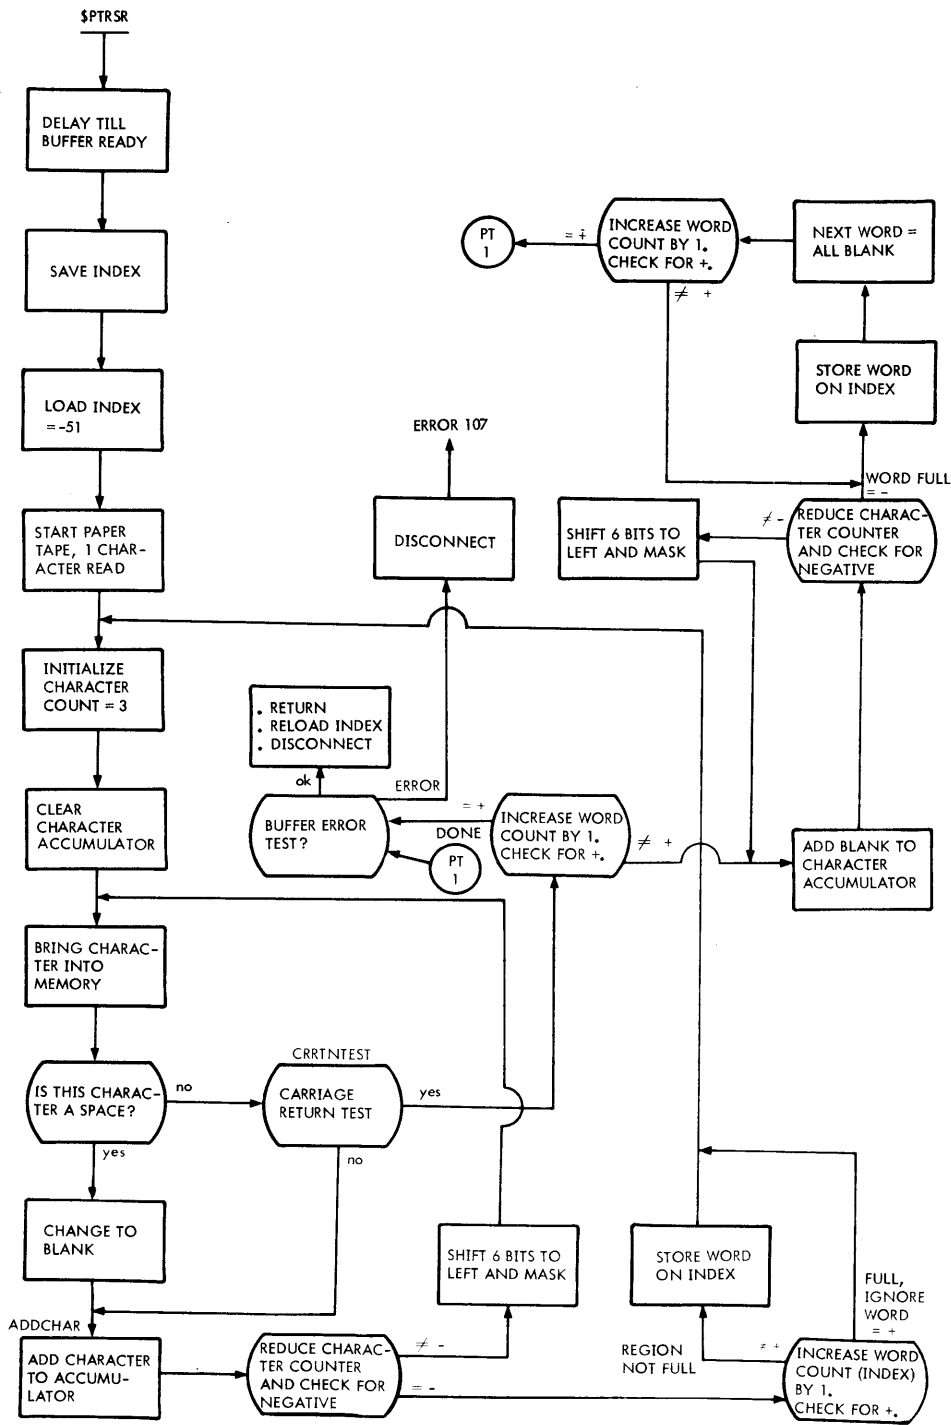 $PTRSR
DELAY TILL
BUFFER READY
SAVE INDEX
LOAD INDEX
=-51
START PAPER
TAPE, 1 CHAR-
ACTER READ
INITIALIZE
CHARACTER
COUNT = 3
CLEAR
CHARACTER
ACCUMULATOR
BRING CHARAC-
TER INTO
MEMORY
IS THIS CHARAC-
TER A SPACE?
no
yes
CHANGE TO
BLANK
ADDCHAR
ADD CHARACTER
TO ACCUMU-
LATOR
CRRTNTEST
CARRIAGE
RETURN TEST
yes
no
REDUCE CHARAC-
TER COUNTER
AND CHECK FOR
NEGATIVE
≠ -
= -
SHIFT 6 BITS TO
LEFT AND MASK
INCREASE WORD
COUNT (INDEX)
BY 1.
CHECK FOR +.
≠ +
REGION
NOT FULL
FULL,
IGNORE
WORD
= +
STORE WORD
ON INDEX
INCREASE WORD
COUNT BY 1.
CHECK FOR +.
= +
DONE
≠ +
PT
1
BUFFER ERROR
TEST?
ok
ERROR
. RETURN
. RELOAD INDEX
. DISCONNECT
DISCONNECT
ERROR 107
ADD BLANK TO
CHARACTER
ACCUMULATOR
REDUCE CHARAC-
TER COUNTER
AND CHECK FOR
NEGATIVE
≠ -
SHIFT 6 BITS TO
LEFT AND MASK
WORD FULL
= -
STORE WORD
ON INDEX
NEXT WORD =
ALL BLANK
INCREASE WORD
COUNT BY 1.
CHECK FOR +.
= +
≠ +
PT
1